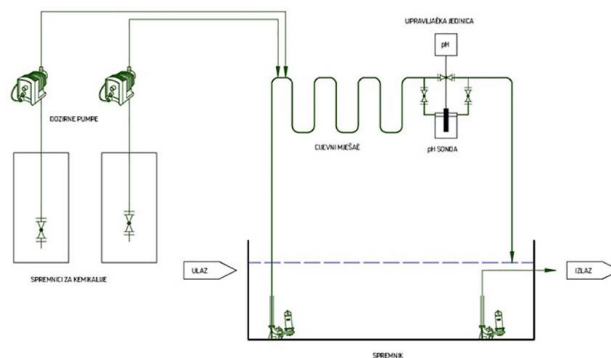 UPRAVLJAČKA JEDINICA
pH
DOZIRNE PUMPE
CIJEVNI MJEŠAČ
pH SONDA
ULAZ
IZLAZ
SPREMNICI ZA KEMIKALIJE
SPREMNIK